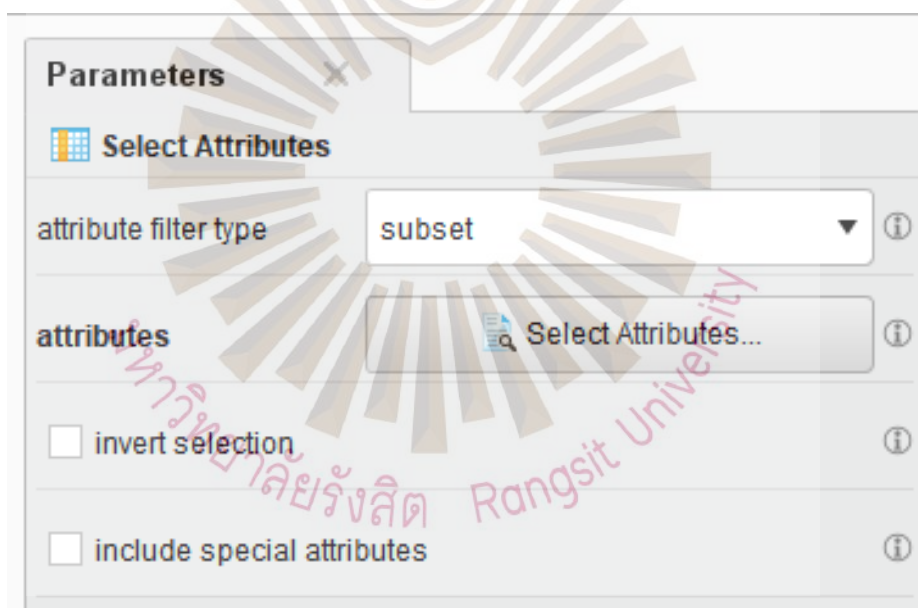 Parameters
Select Attributes
attribute filter type subset
attributes Select Attributes...
invert selection
include special attributes
มหาวิทยาลัยรังสิต Rangsit University